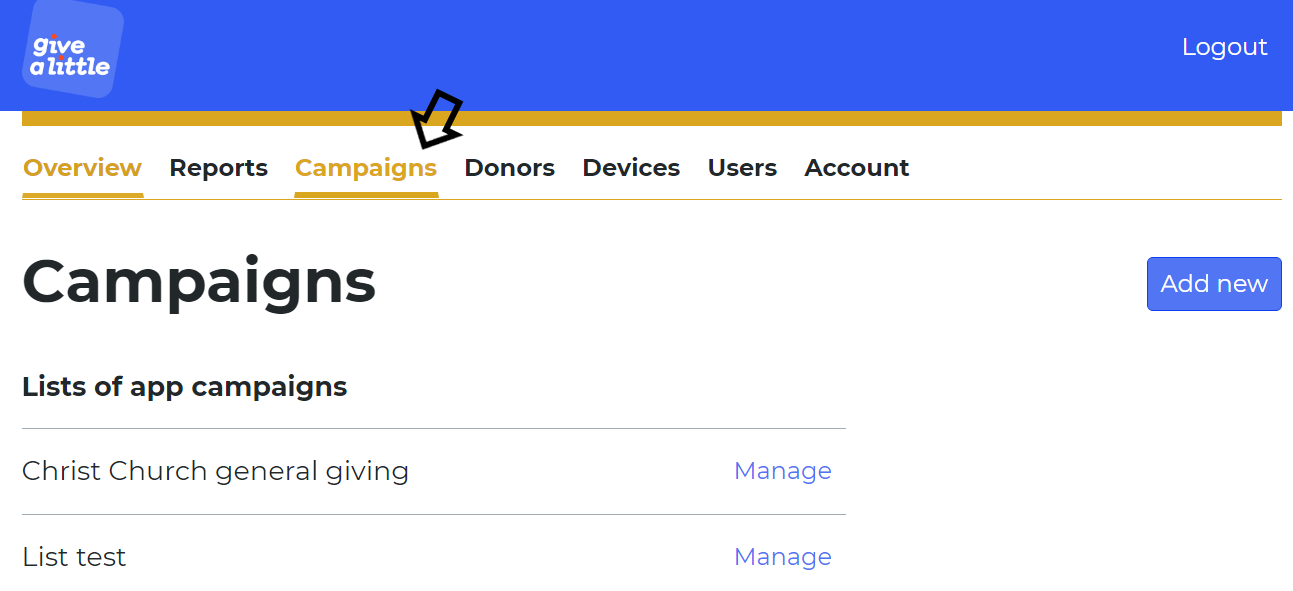 give
a little
Logout
Overview Reports Campaigns Donors Devices Users Account
Campaigns
Add new
Lists of app campaigns
Christ Church general giving Manage
List test Manage